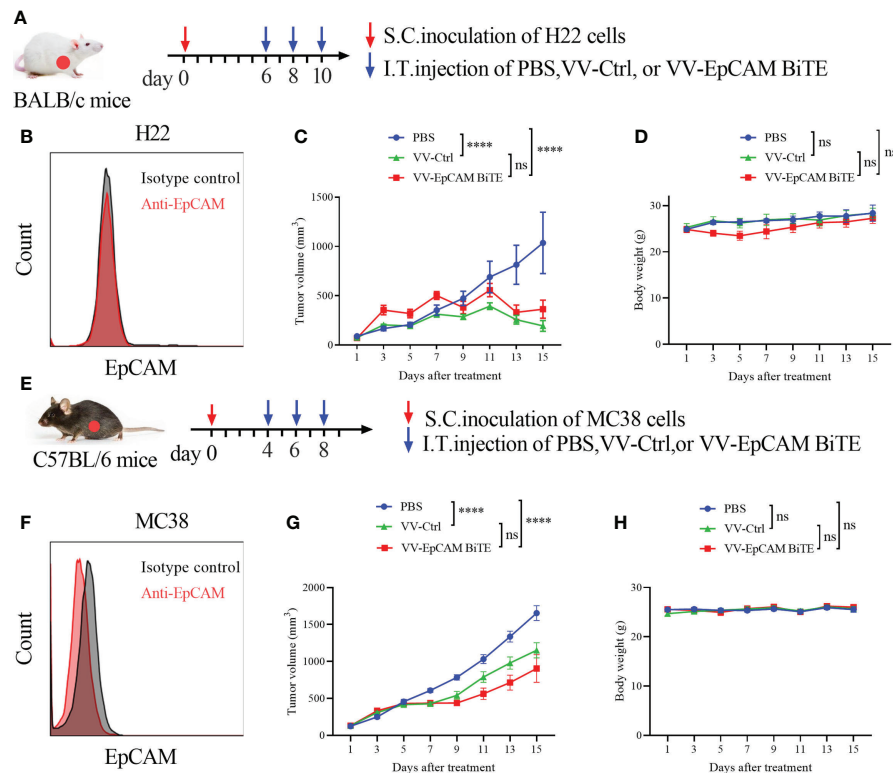 A
S.C.inoculation of H22 cells
I.T.injection of PBS,VV-Ctrl, or VV-EpCAM BiTE
day 0 6 8 10
BALB/c mice
B
H22
Isotype control
Anti-EpCAM
Count
EpCAM
C
PBS
VV-Ctrl
VV-EpCAM BiTE
****
ns
****
Tumor volume (mm3)
1500
1000
500
0
1 3 5 7 9 11 13 15
Days after treatment
D
PBS
VV-Ctrl
VV-EpCAM BiTE
ns
ns
ns
Body weight (g)
30
20
10
0
1 3 5 7 9 11 13 15
Days after treatment
E
S.C.inoculation of MC38 cells
I.T.injection of PBS,VV-Ctrl,or VV-EpCAM BiTE
day 0 4 6 8
C57BL/6 mice
F
MC38
Isotype control
Anti-EpCAM
Count
EpCAM
G
PBS
VV-Ctrl
VV-EpCAM BiTE
****
ns
****
Tumor volume (mm3)
2000
1500
1000
500
0
1 3 5 7 9 11 13 15
Days after treatment
H
PBS
VV-Ctrl
VV-EpCAM BiTE
ns
ns
ns
Body weight (g)
30
20
10
0
1 3 5 7 9 11 13 15
Days after treatment